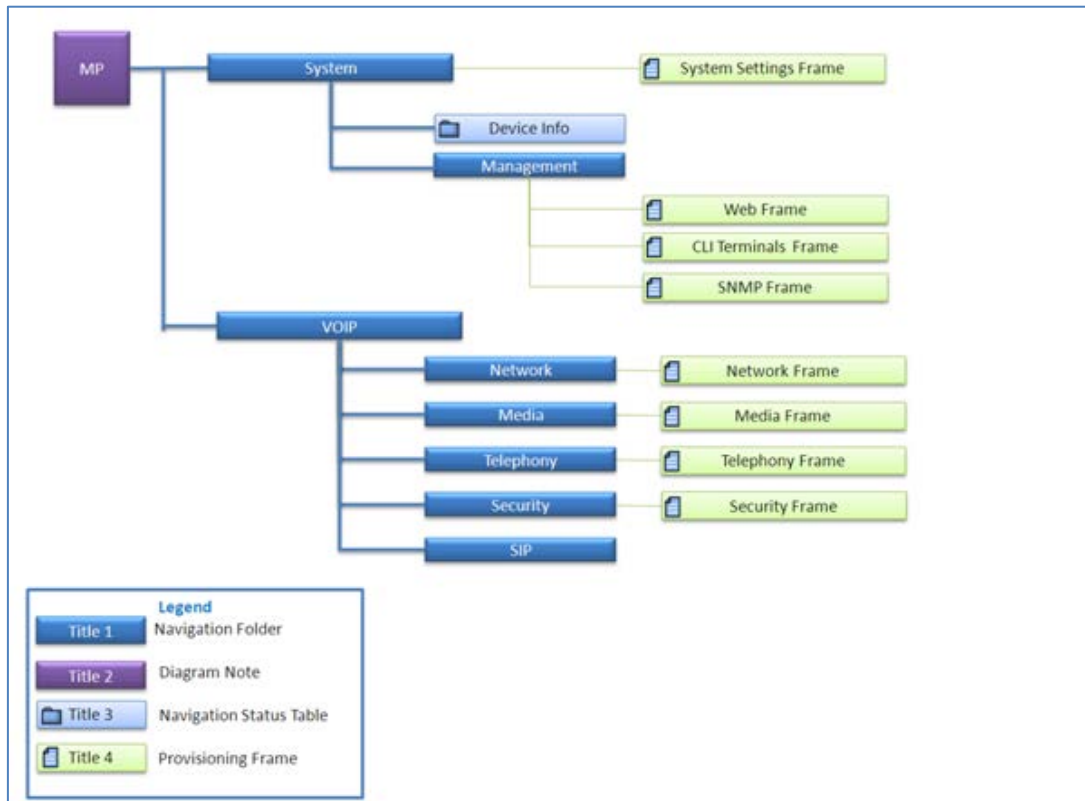 MP
System
System Settings Frame
Device Info
Management
Web Frame
CLI Terminals Frame
SNMP Frame
VOIP
Network
Network Frame
Media
Media Frame
Telephony
Telephony Frame
Security
Security Frame
SIP
Legend
Title 1
Navigation Folder
Title 2
Diagram Note
Title 3
Navigation Status Table
Title 4
Provisioning Frame